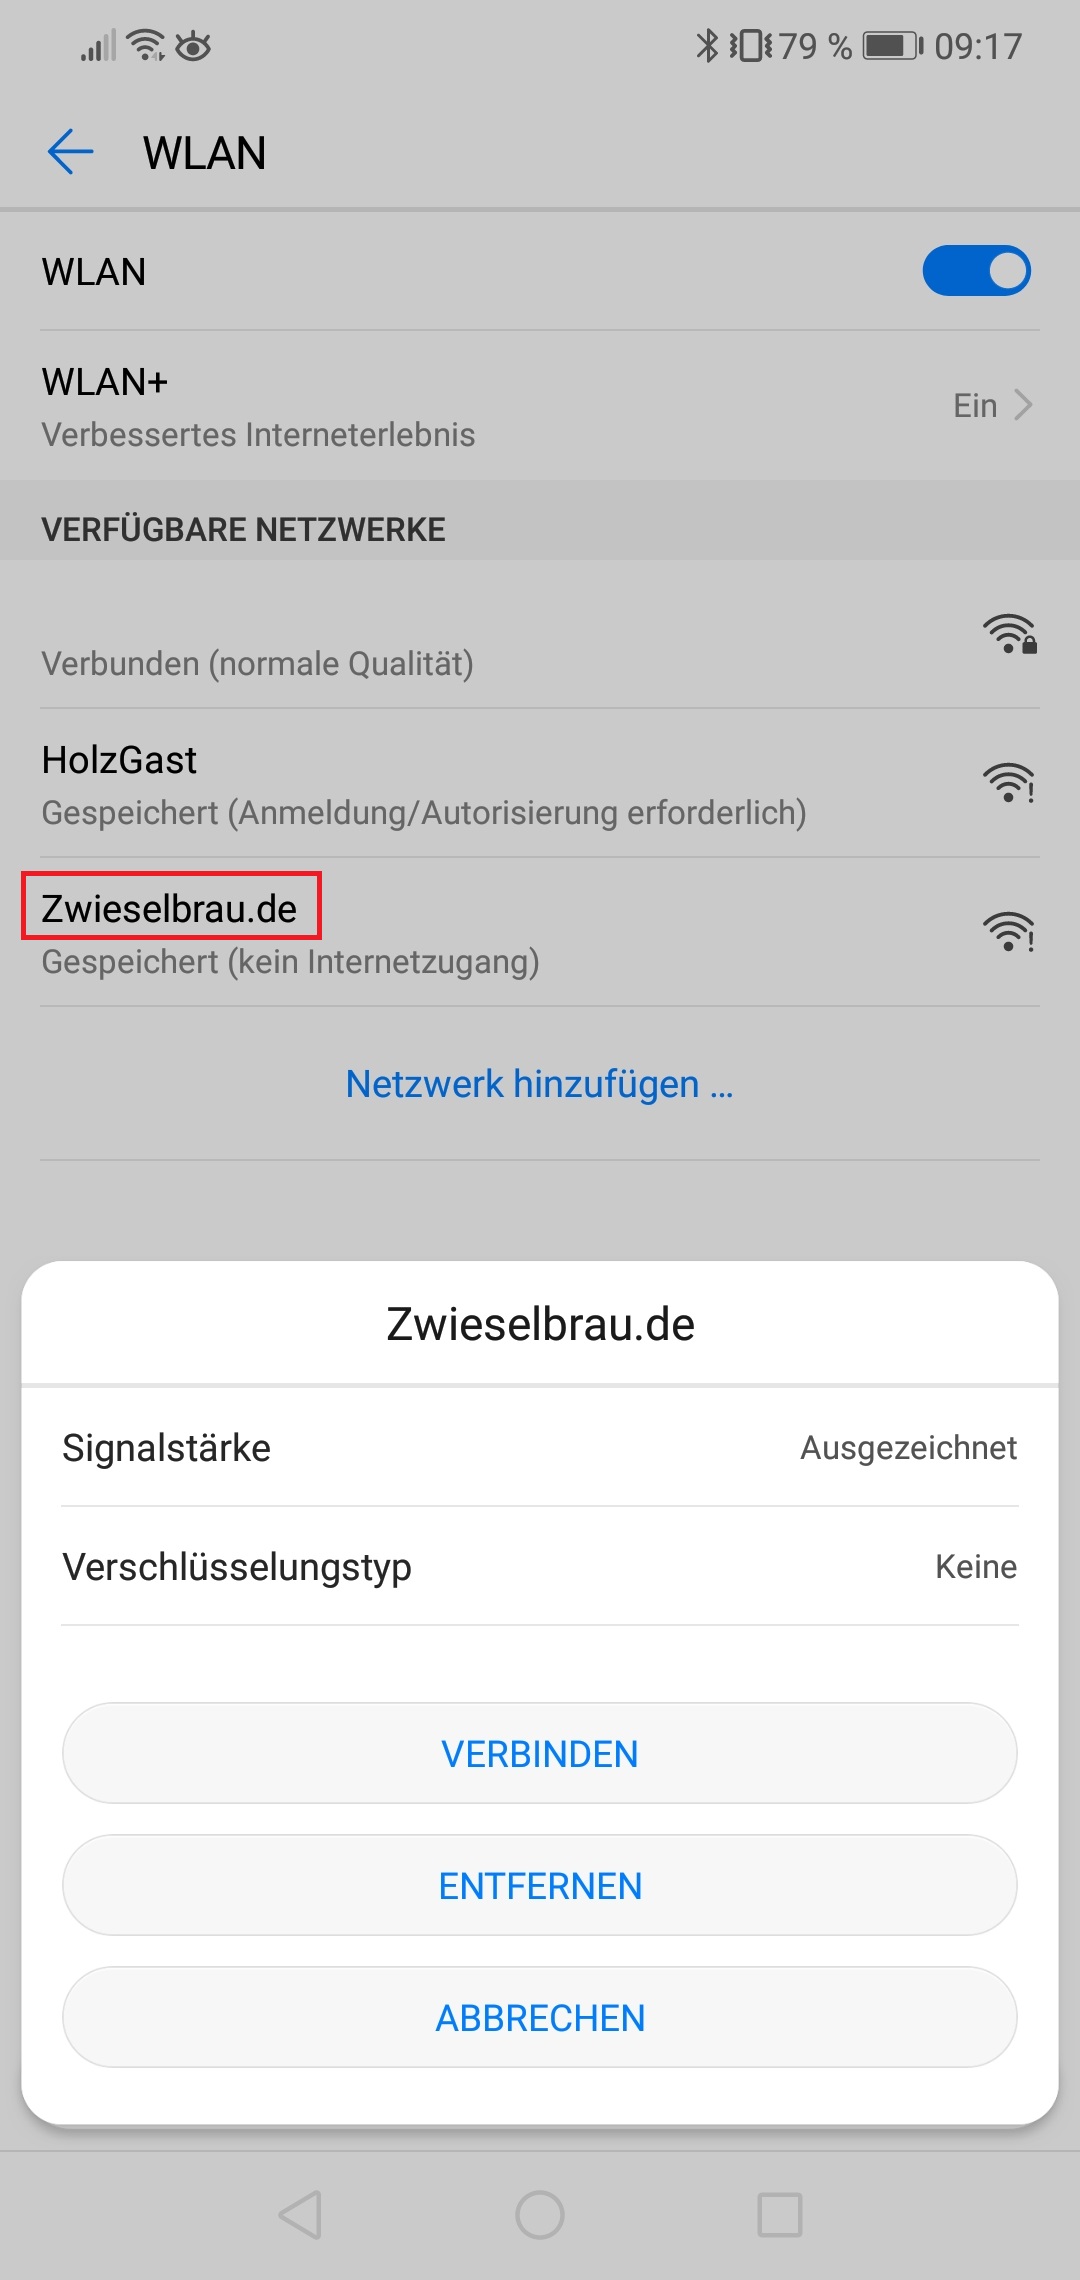 79 % 09:17
WLAN
WLAN
WLAN+
Verbessertes Interneterlebnis
Ein
VERFÜGBARE NETZWERKE
Verbunden (normale Qualität)
HolzGast
Gespeichert (Anmeldung/Autorisierung erforderlich)
Zwieselbrau.de
Gespeichert (kein Internetzugang)
Netzwerk hinzufügen ...
Zwieselbrau.de
Signalstärke Ausgezeichnet
Verschlüsselungstyp Keine
VERBINDEN
ENTFERNEN
ABBRECHEN